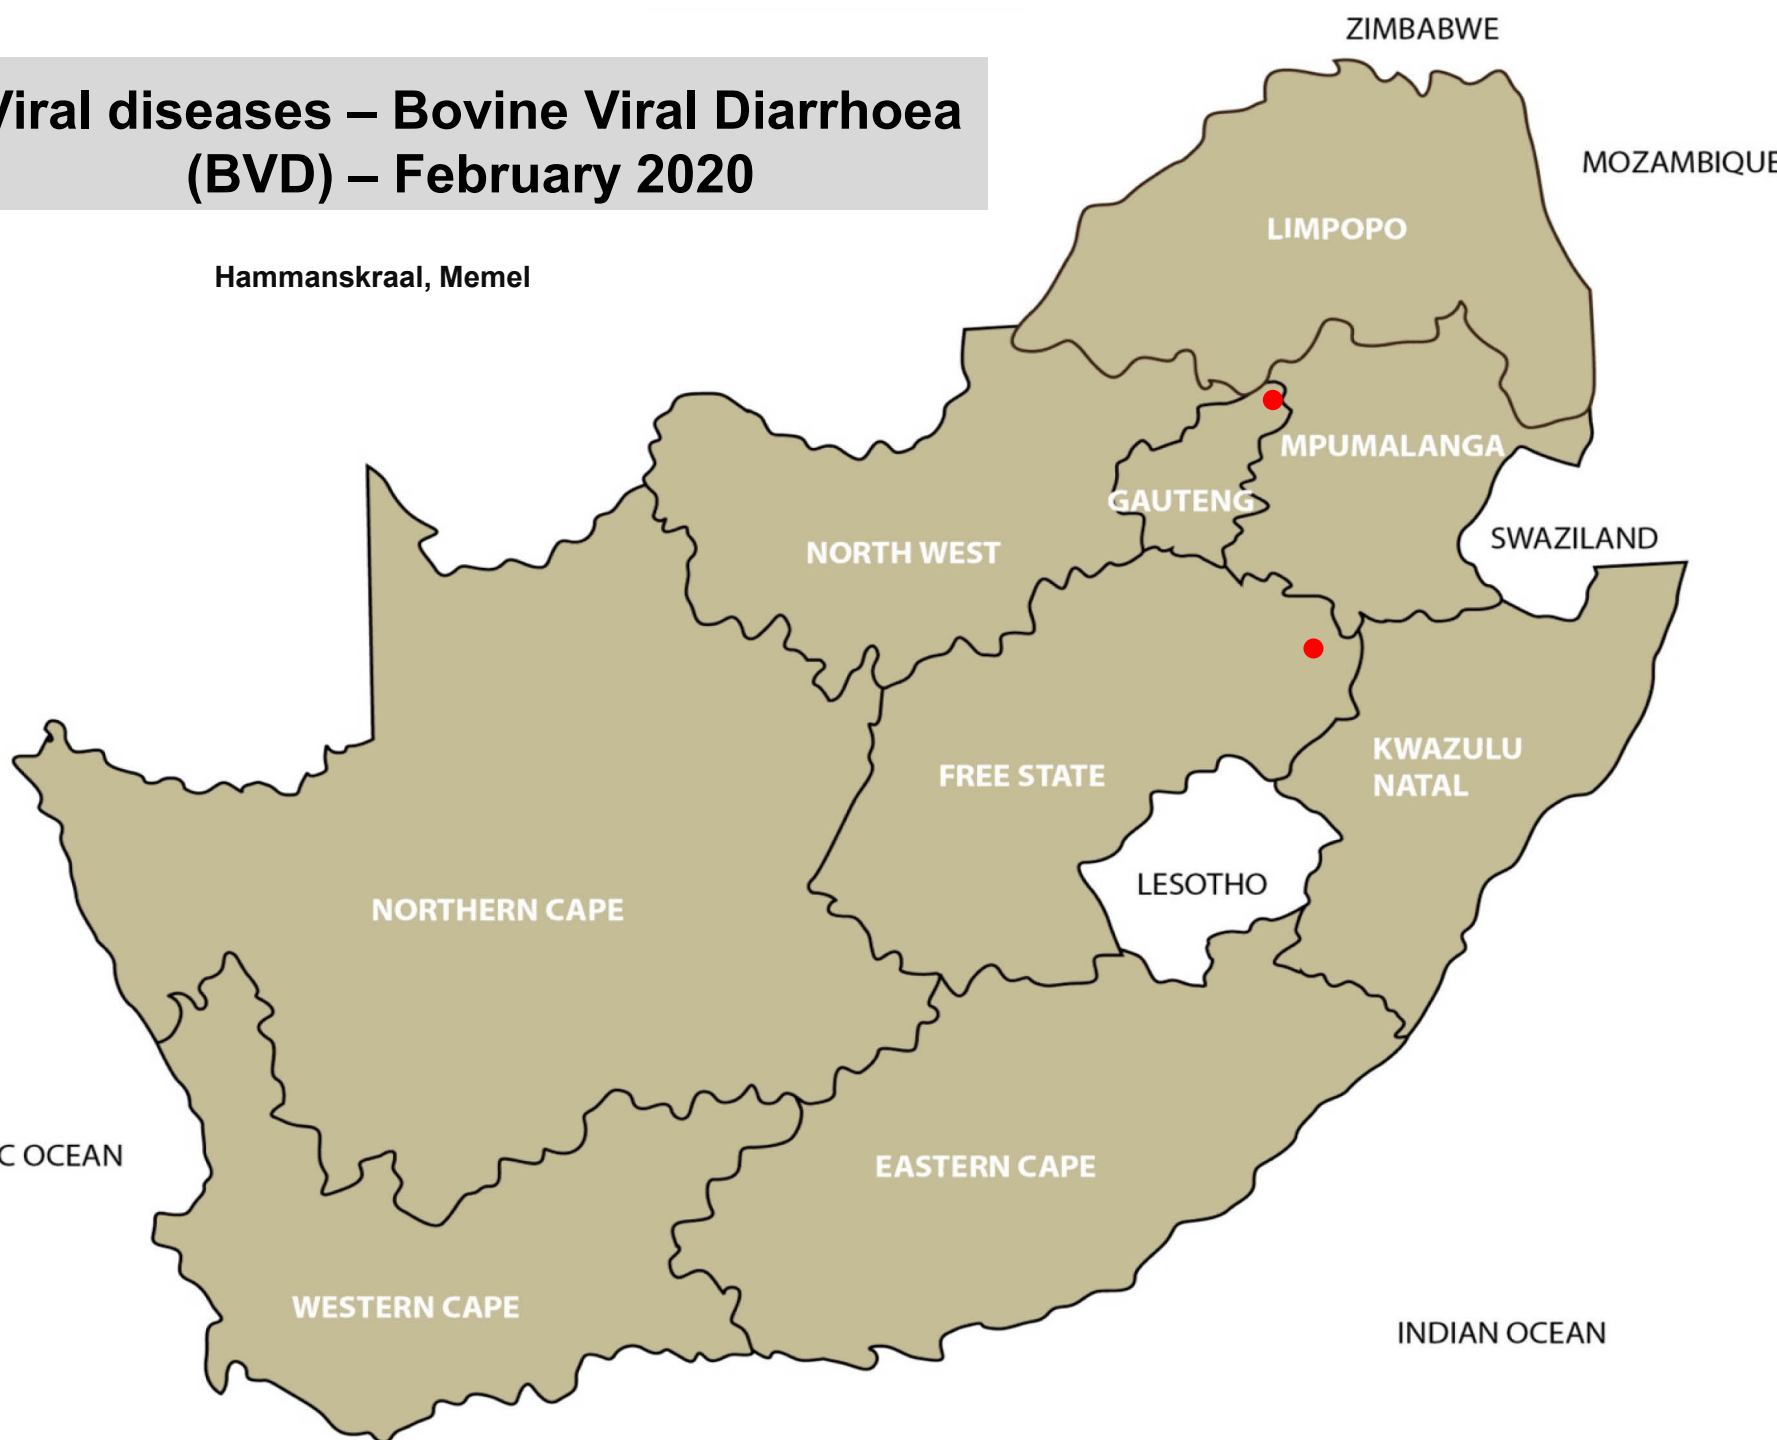 ZIMBABWE
Viral diseases – Bovine Viral Diarrhoea
(BVD) – February 2020
MOZAMBIQUE
LIMPOPO
Hammanskraal, Memel
MPUMALANGA
GAUTENG
SWAZILAND
NORTH WEST
KWAZULU
NATAL
FREE STATE
LESOTHO
NORTHERN CAPE
C OCEAN
EASTERN CAPE
WESTERN CAPE
INDIAN OCEAN